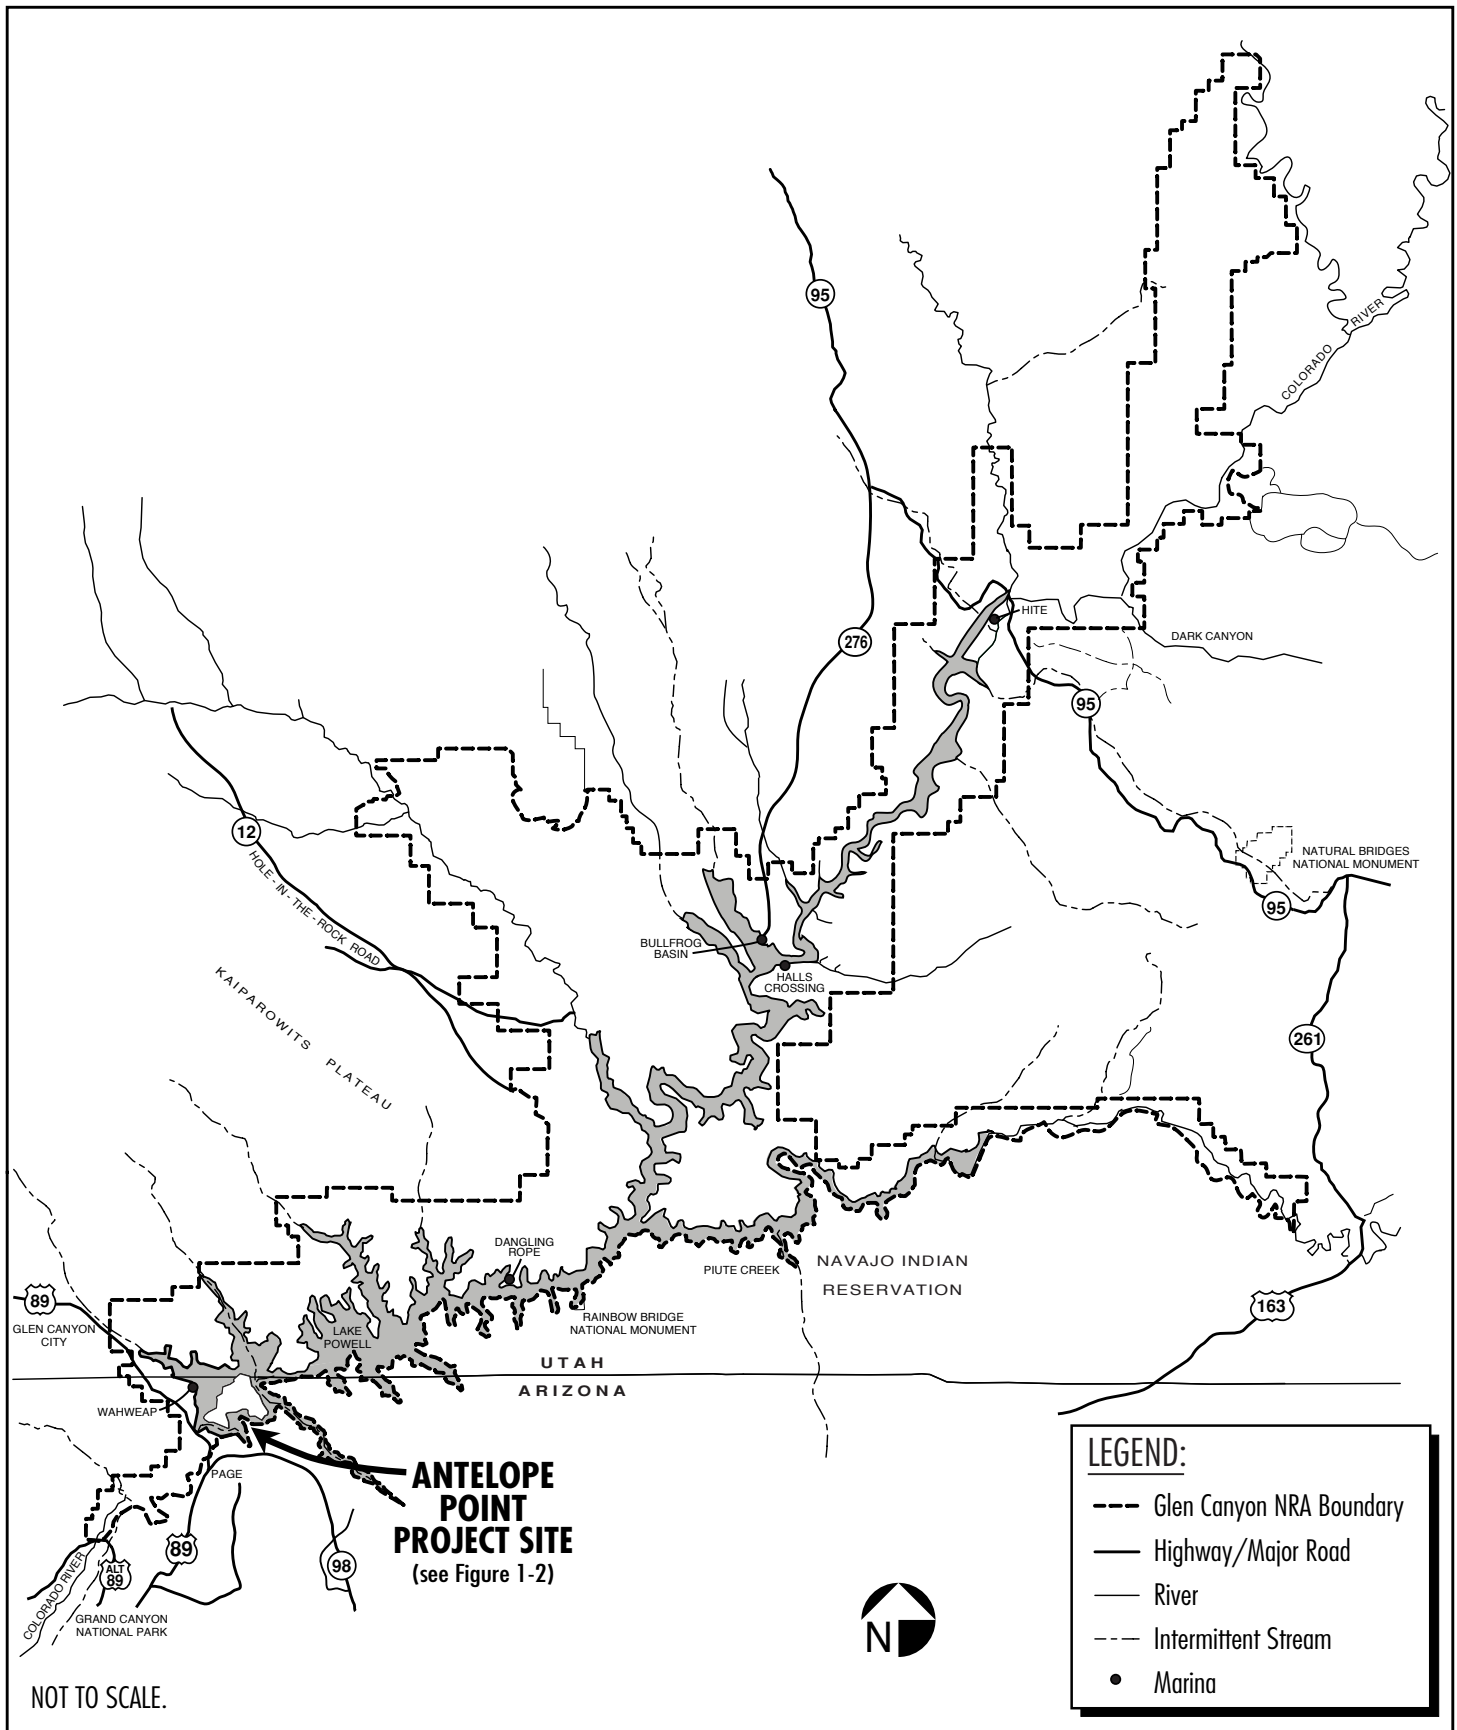 95
COLORADO RIVER
HITE
276
DARK CANYON
95
12
HOLE-IN-THE-ROCK ROAD
NATURAL BRIDGES
NATIONAL MONUMENT
95
BULLFROG
BASIN
HALLS
CROSSING
KAIPAROWITS PLATEAU
261
DANGLING
ROPE
PIUTE CREEK
NAVAJO INDIAN
RESERVATION
89
GLEN CANYON
CITY
LAKE
POWELL
RAINBOW BRIDGE
NATIONAL MONUMENT
163
UTAH
ARIZONA
WAHWEAP
PAGE
ANTELOPE
POINT
PROJECT SITE
(see Figure 1-2)
89
98
ALT
89
COLORADO RIVER
GRAND CANYON
NATIONAL PARK
N
NOT TO SCALE.
LEGEND:
Glen Canyon NRA Boundary
Highway/Major Road
River
Intermittent Stream
Marina